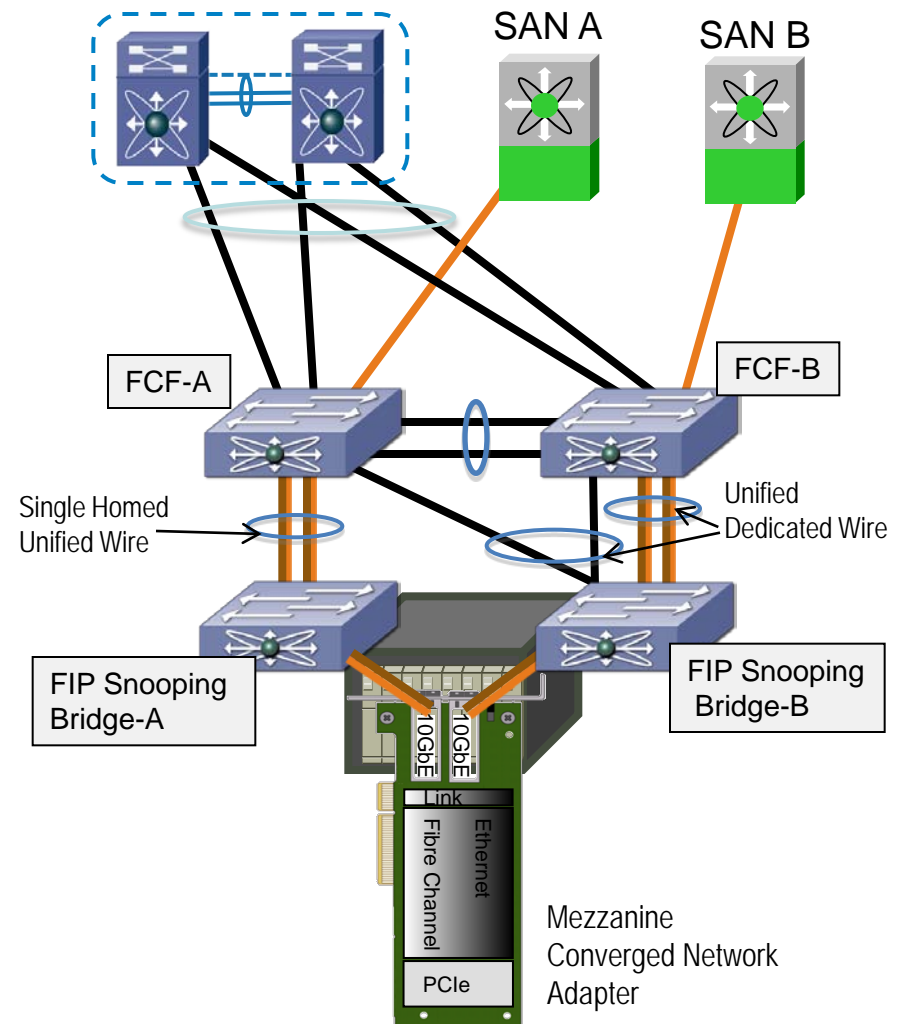 SAN A
SAN B
FCF-A
FCF-B
Single Homed
Unified Wire
Unified
Dedicated Wire
FIP Snooping
Bridge-A
FIP Snooping
Bridge-B
10GbE
10GbE
Link
Fibre Channel
Ethernet
PCIe
Mezzanine
Converged Network
Adapter